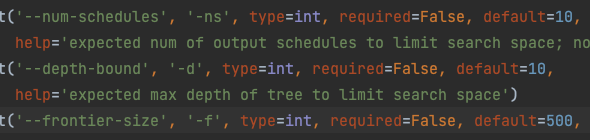 t('--num-schedules', '-ns', type=int, required=False, default=10,
help='expected num of output schedules to limit search space; no
t('--depth-bound', '-d', type=int, required=False, default=10,
help='expected max depth of tree to limit search space')
t('--frontier-size', '-f', type=int, required=False, default=500,